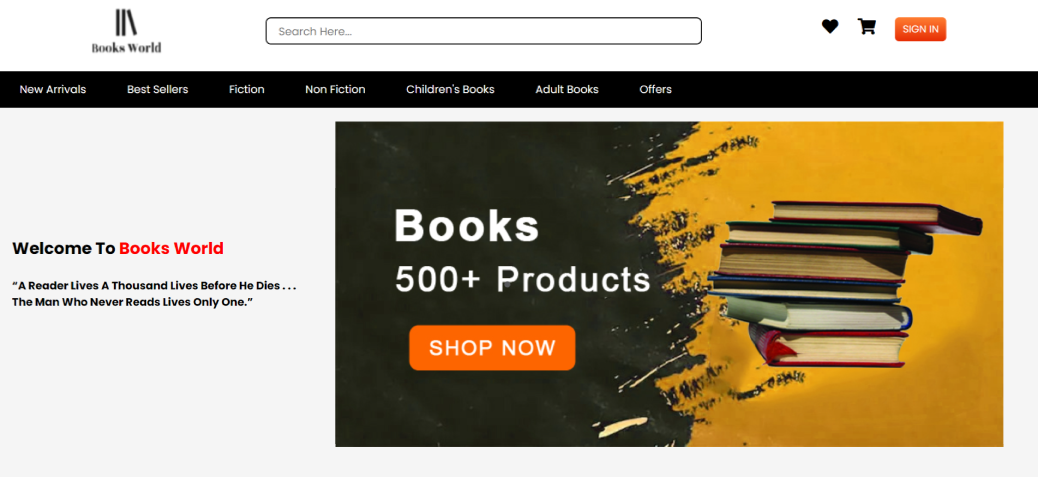 Books World
Search Here...
SIGN IN
New Arrivals Best Sellers Fiction Non Fiction Children's Books Adult Books Offers
Welcome To Books World
“A Reader Lives A Thousand Lives Before He Dies . . .
The Man Who Never Reads Lives Only One.”
Books
500+ Products
SHOP NOW